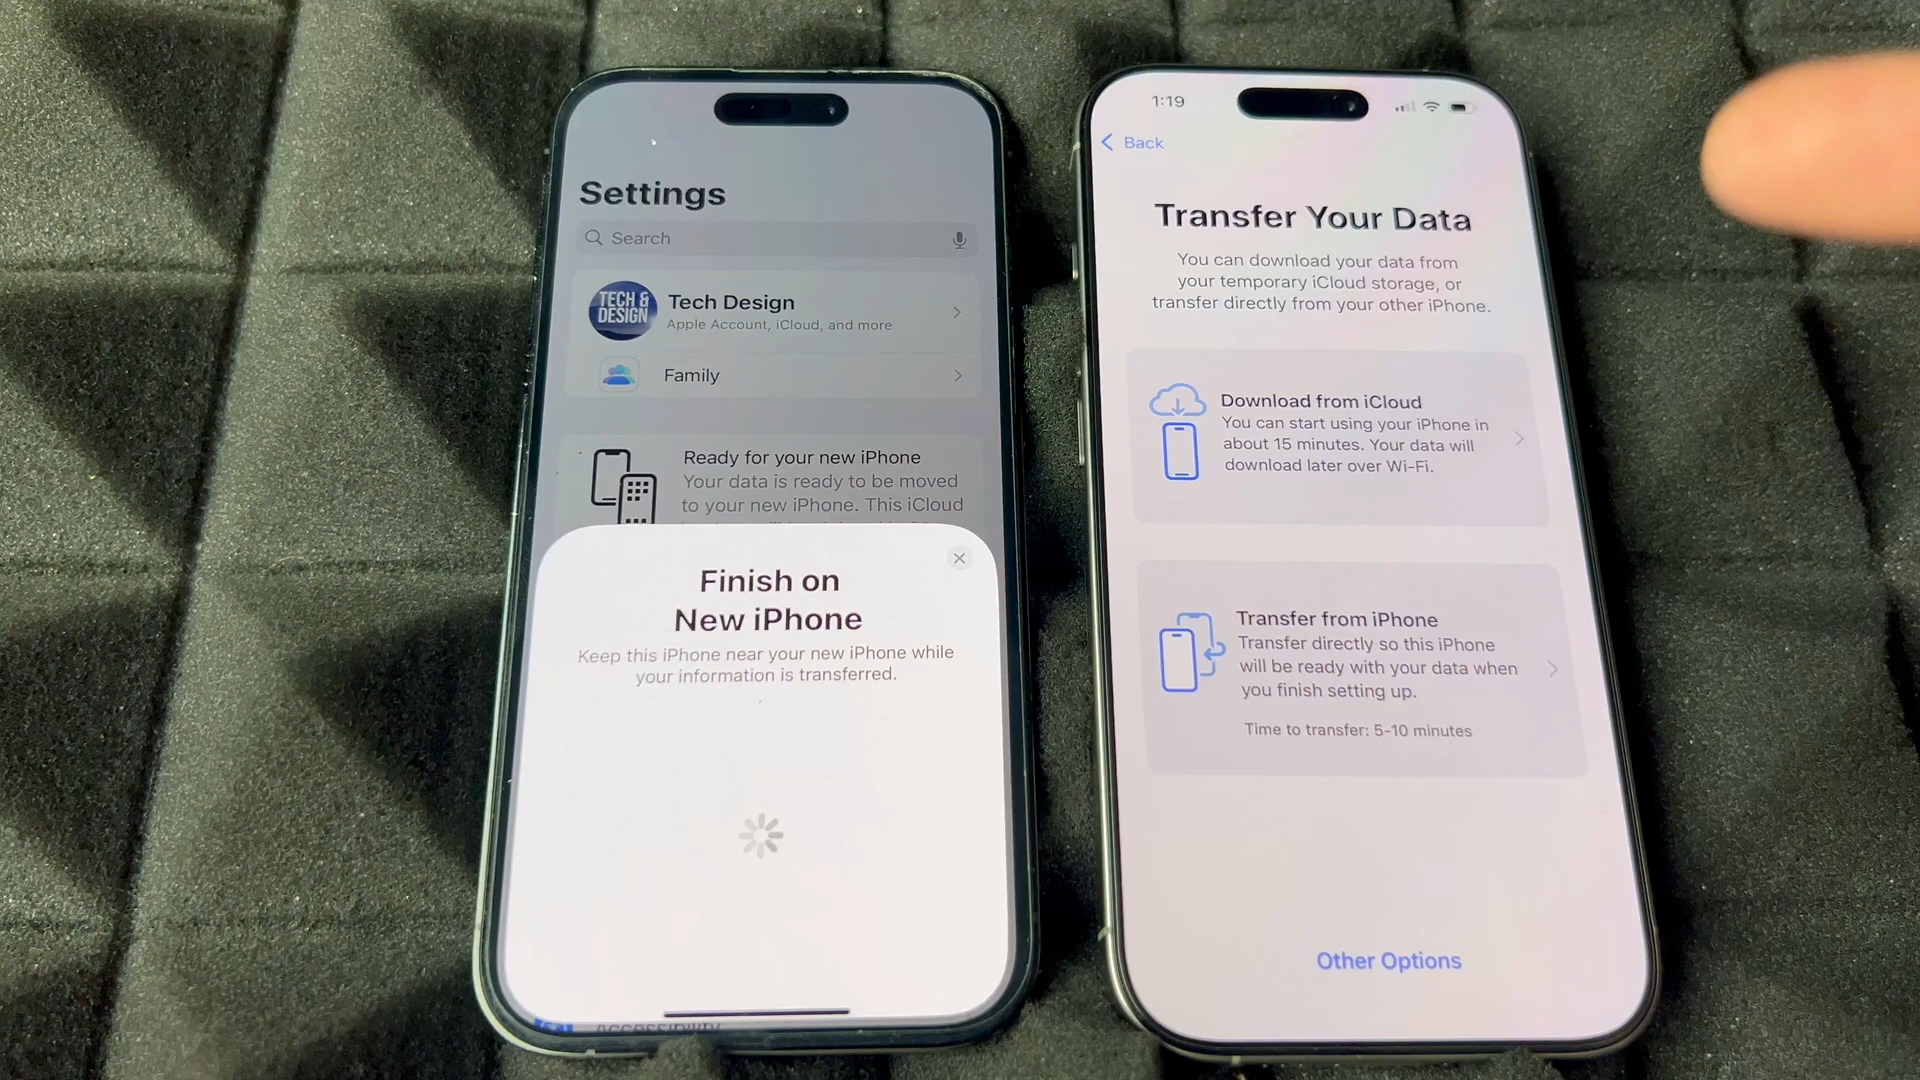 Settings
Search
TECH &
DESIGN
Tech Design
Apple Account, iCloud, and more
Family
Ready for your new iPhone
Your data is ready to be moved
to your new iPhone. This iCloud
Finish on
New iPhone
Keep this iPhone near your new iPhone while
your information is transferred.
Accessibility
1:19
Back
Transfer Your Data
You can download your data from
your temporary iCloud storage, or
transfer directly from your other iPhone.
Download from iCloud
You can start using your iPhone in
about 15 minutes. Your data will
download later over Wi-Fi.
Transfer from iPhone
Transfer directly so this iPhone
will be ready with your data when
you finish setting up.
Time to transfer: 5-10 minutes
Other Options